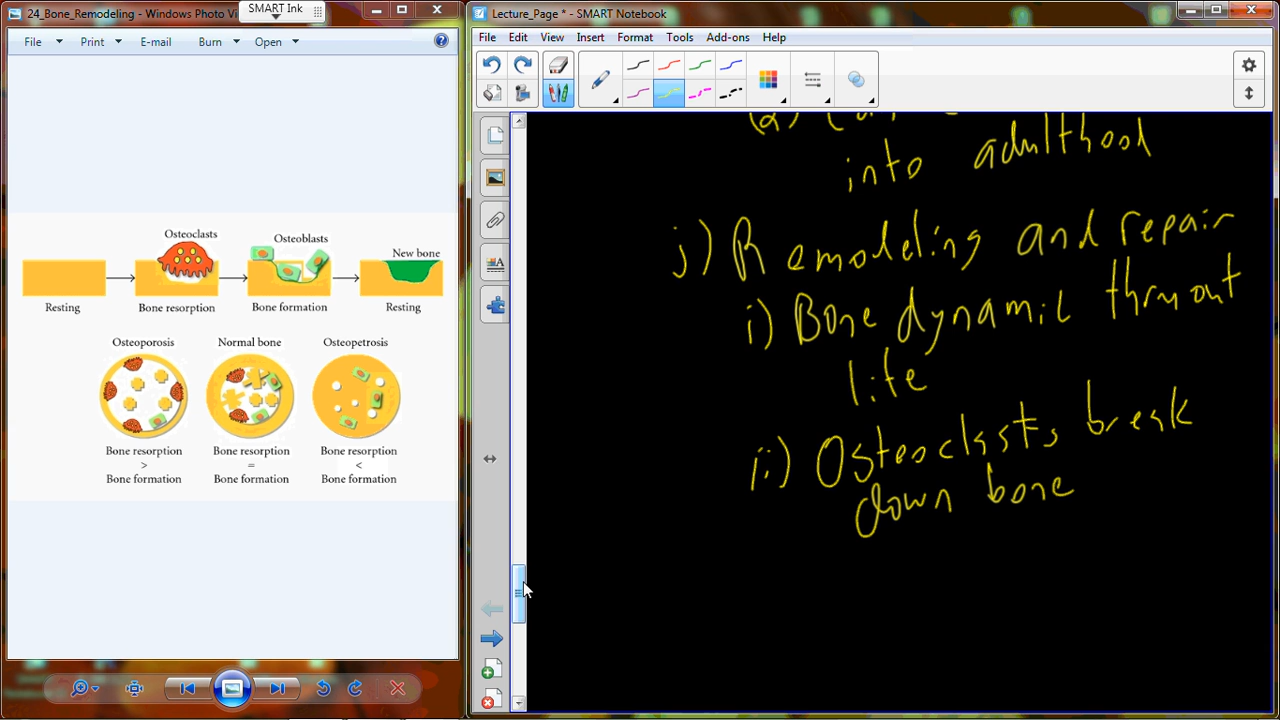 24_Bone_Remodeling - Windows Photo Vi
SMART Ink
File Print E-mail Burn Open
Osteoclasts
Osteoblasts
New bone
Resting
Bone resorption
Bone formation
Resting
Osteoporosis
Normal bone
Osteopetrosis
Bone resorption
>
Bone formation
Bone resorption
=
Bone formation
Bone resorption
<
Bone formation
Lecture_Page * - SMART Notebook
File Edit View Insert Format Tools Add-ons Help
into adulthood
j) Remodeling and repair
i) Bone dynamic thruout
life
ii) Osteoclasts break
down bone